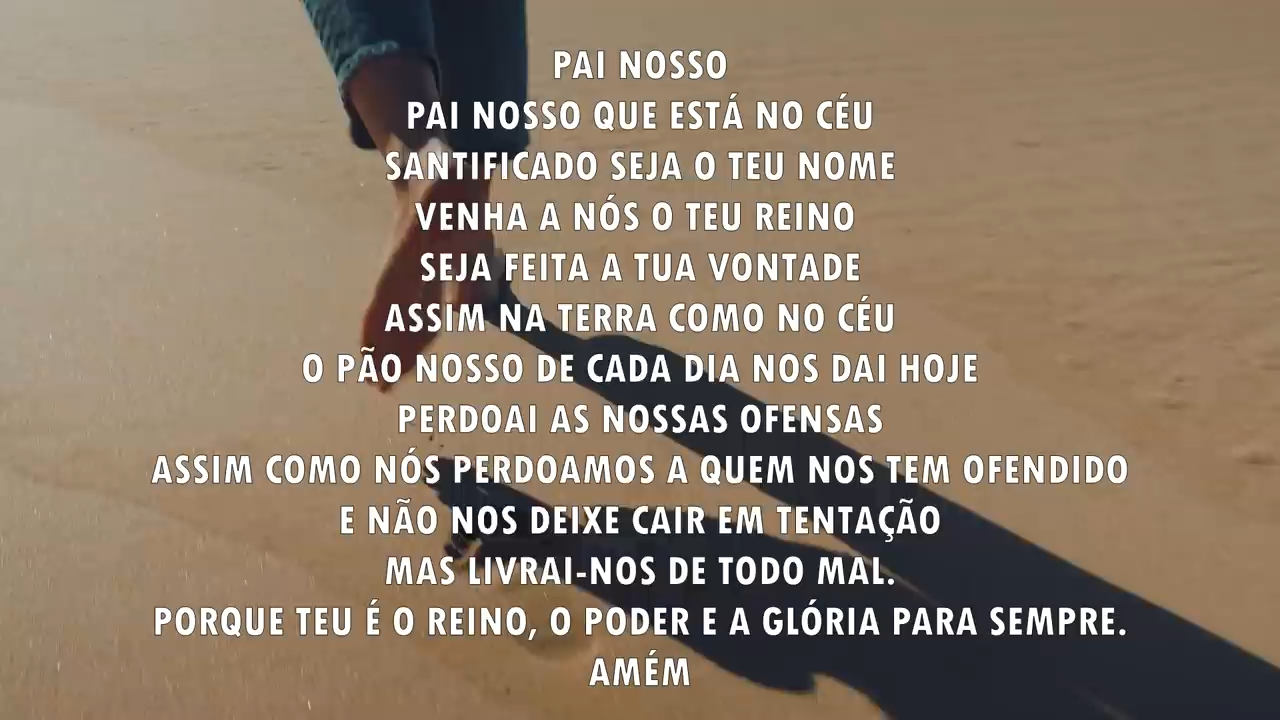 PAI NOSSO
PAI NOSSO QUE ESTÁ NO CÉU
SANTIFICADO SEJA O TEU NOME
VENHA A NÓS O TEU REINO
SEJA FEITA A TUA VONTADE
ASSIM NA TERRA COMO NO CÉU
O PÃO NOSSO DE CADA DIA NOS DAI HOJE
PERDOAI AS NOSSAS OFENSAS
ASSIM COMO NÓS PERDOAMOS A QUEM NOS TEM OFENDIDO
E NÃO NOS DEIXE CAIR EM TENTAÇÃO
MAS LIVRAI-NOS DE TODO MAL.
PORQUE TEU É O REINO, O PODER E A GLÓRIA PARA SEMPRE.
AMÉM